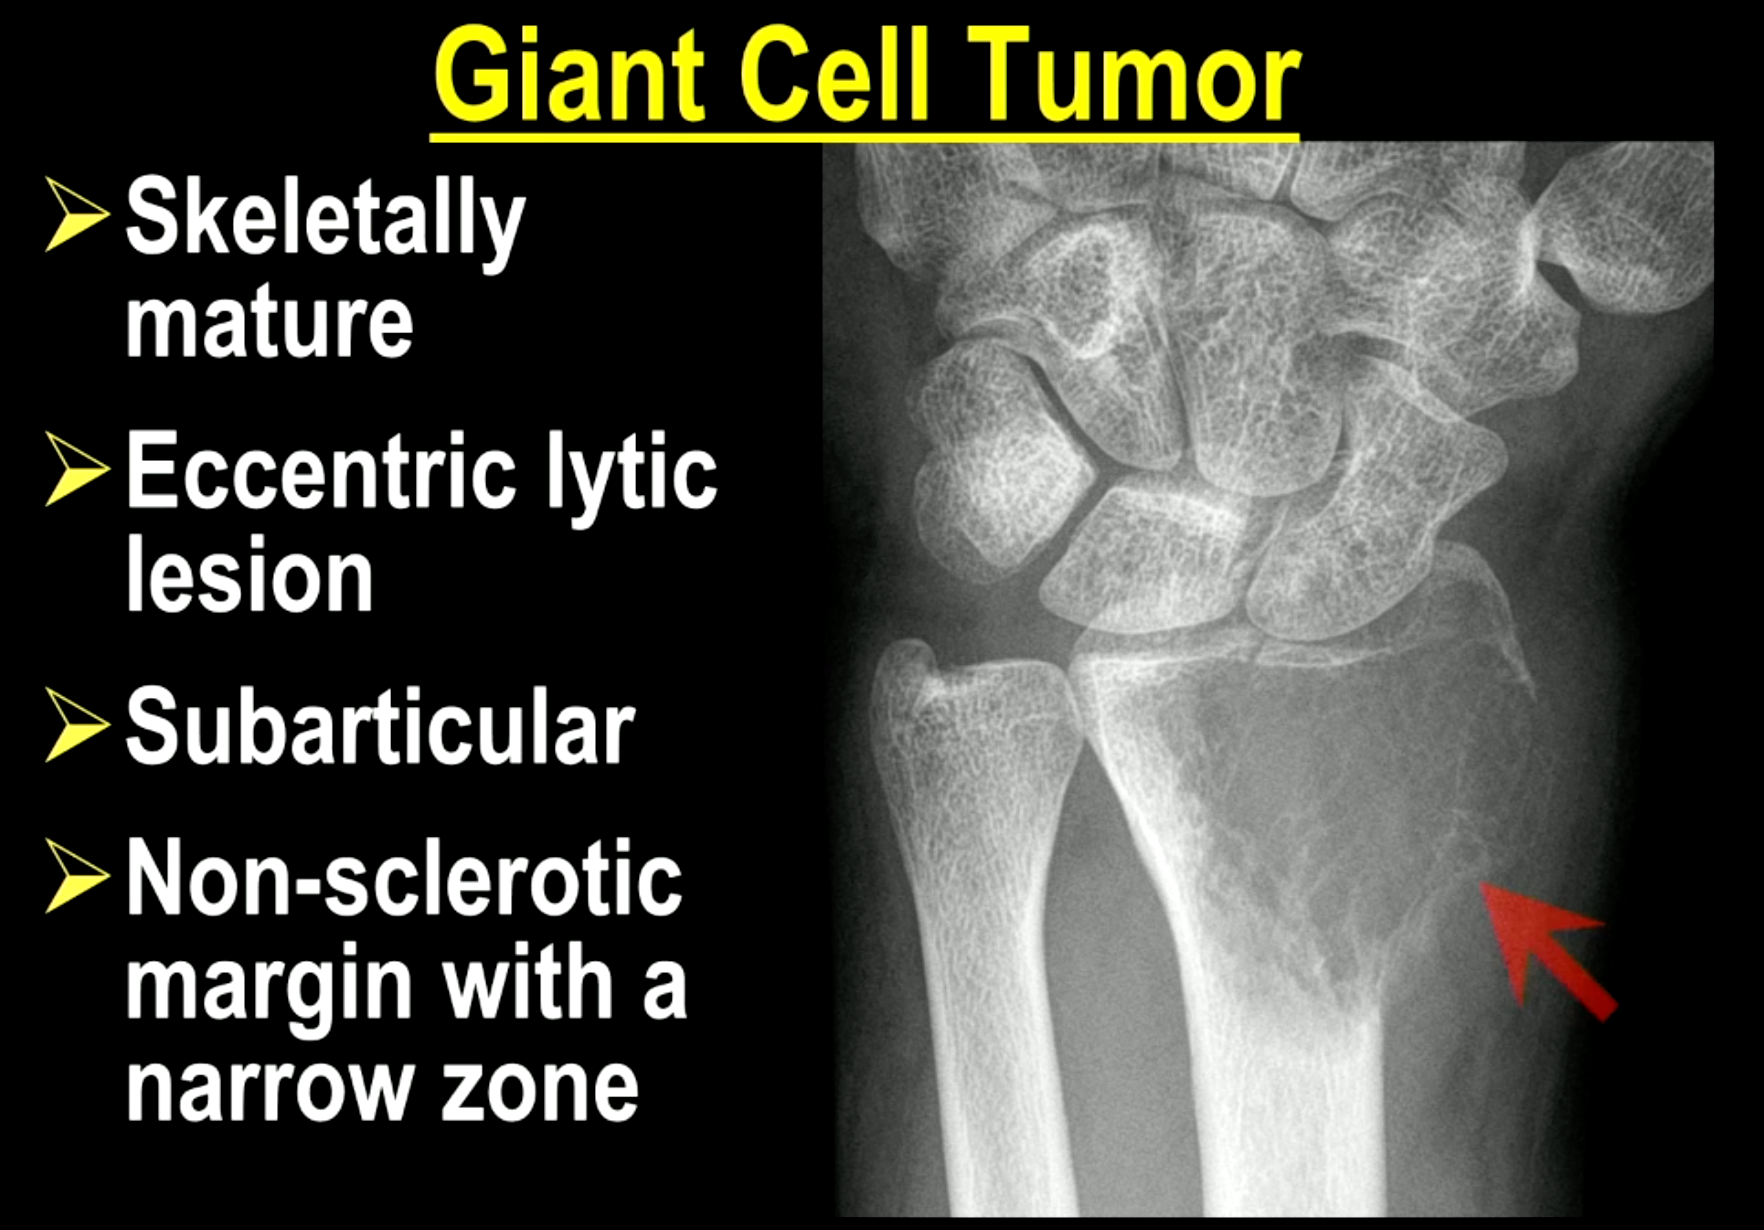 Giant Cell Tumor
Skeletally
mature
Eccentric lytic
lesion
Subarticular
Non-sclerotic
margin with a
narrow zone